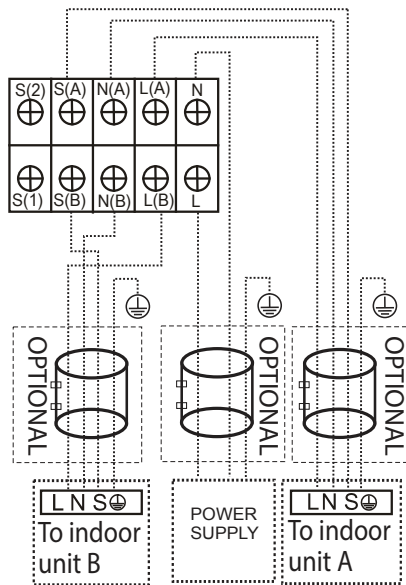 S(2) S(A) N(A) L(A) N
S(1) S(B) N(B) L(B) L
OPTIONAL
OPTIONAL
OPTIONAL
L N S
To indoor
unit B
POWER
SUPPLY
L N S
To indoor
unit A